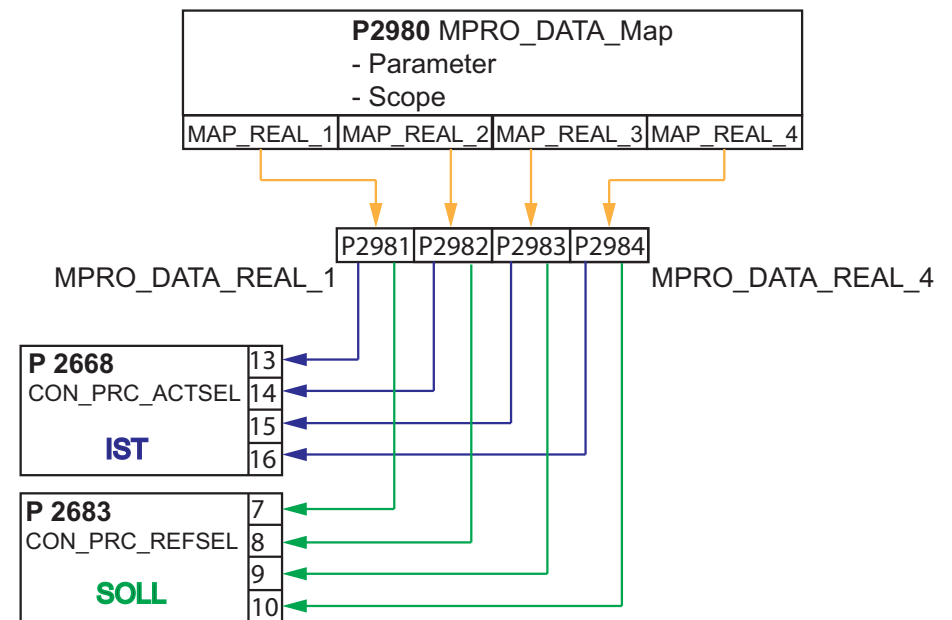 P2980 MPRO_DATA_Map
- Parameter
- Scope
MAP_REAL_1 MAP_REAL_2 MAP_REAL_3 MAP_REAL_4
P2981 P2982 P2983 P2984
MPRO_DATA_REAL_1 MPRO_DATA_REAL_4
P 2668 13
CON_PRC_ACTSEL 14
15
IST 16
P 2683 7
CON_PRC_REFSEL 8
9
SOLL 10